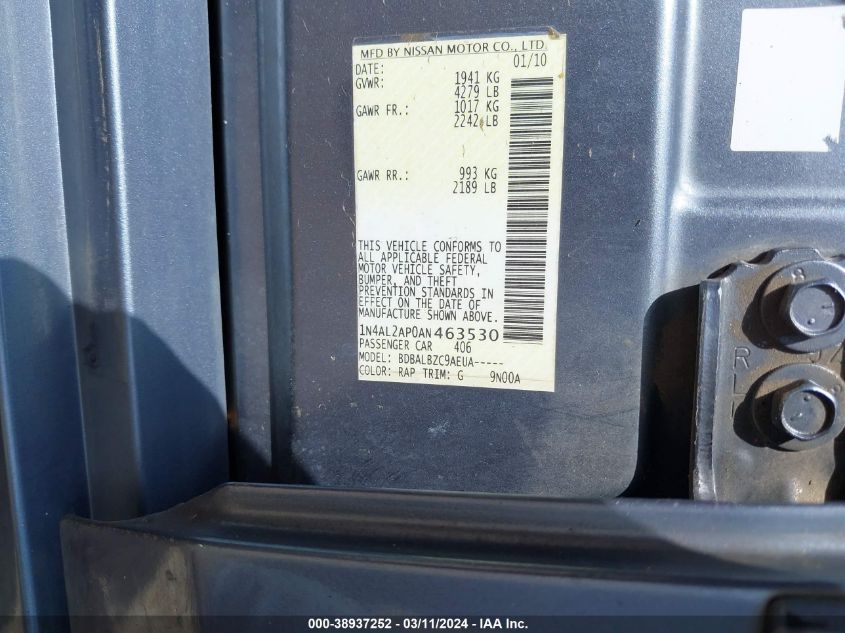 MFD BY NISSAN MOTOR CO., LTD.
DATE: 01/10
GVWR: 1941 KG
4279 LB
GAWR FR.: 1017 KG
2242 LB
GAWR RR.: 993 KG
2189 LB
THIS VEHICLE CONFORMS TO
ALL APPLICABLE FEDERAL
MOTOR VEHICLE SAFETY,
BUMPER, AND THEFT
PREVENTION STANDARDS IN
EFFECT ON THE DATE OF
MANUFACTURE SHOWN ABOVE.
1N4AL2AP0AN463530
PASSENGER CAR 406
MODEL: BDBALBZC9AEUA-----
COLOR: RAP TRIM: G 9N00A
000-38937252 - 03/11/2024 - IAA Inc.